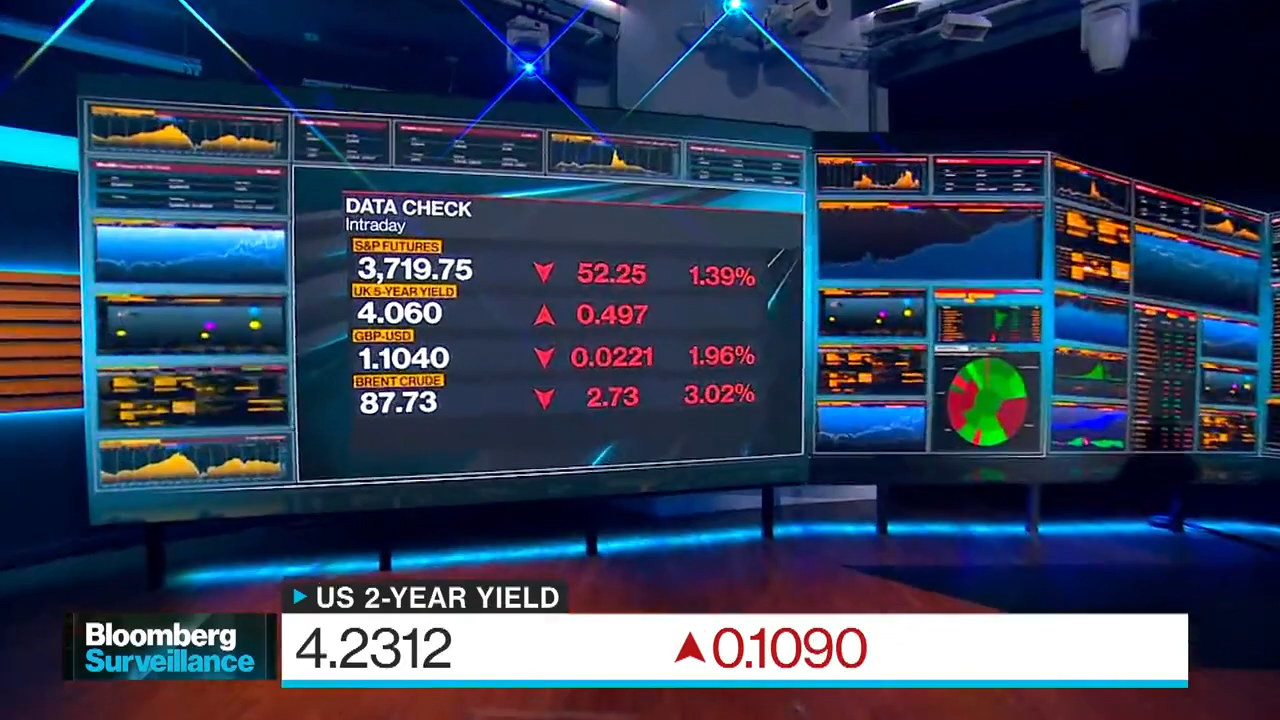 DATA CHECK
Intraday
S&P FUTURES
3,719.75 ▼ 52.25 1.39%
UK 5-YEAR YIELD
4.060 ▲ 0.497
GBP-USD
1.1040 ▼ 0.0221 1.96%
BRENT CRUDE
87.73 ▼ 2.73 3.02%
US 2-YEAR YIELD
4.2312 ▲ 0.1090
Bloomberg
Surveillance